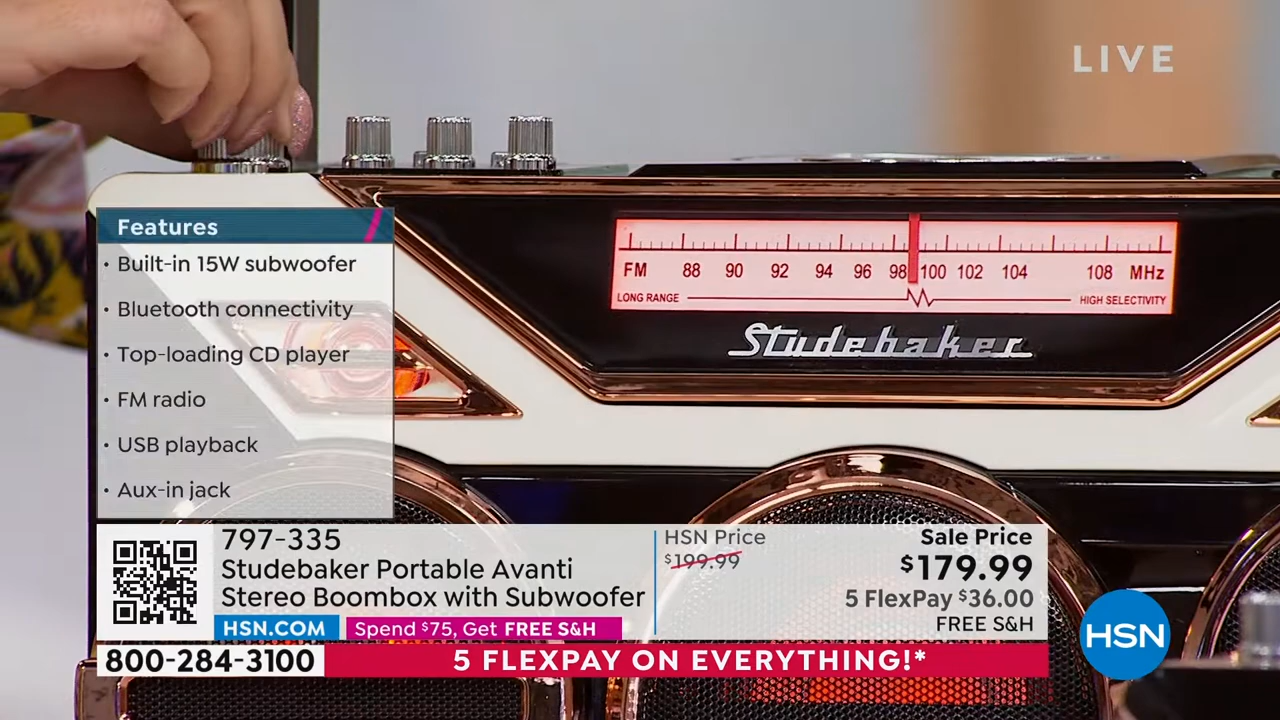 LIVE
Features
• Built-in 15W subwoofer
• Bluetooth connectivity
• Top-loading CD player
• FM radio
• USB playback
• Aux-in jack
FM 88 90 92 94 96 98 100 102 104 108 MHz
LONG RANGE HIGH SELECTIVITY
Studebaker
797-335
Studebaker Portable Avanti
Stereo Boombox with Subwoofer
HSN.COM Spend $75, Get FREE S&H
HSN Price
$199.99
Sale Price
$179.99
5 FlexPay $36.00
FREE S&H
HSN
800-284-3100 5 FLEXPAY ON EVERYTHING!*